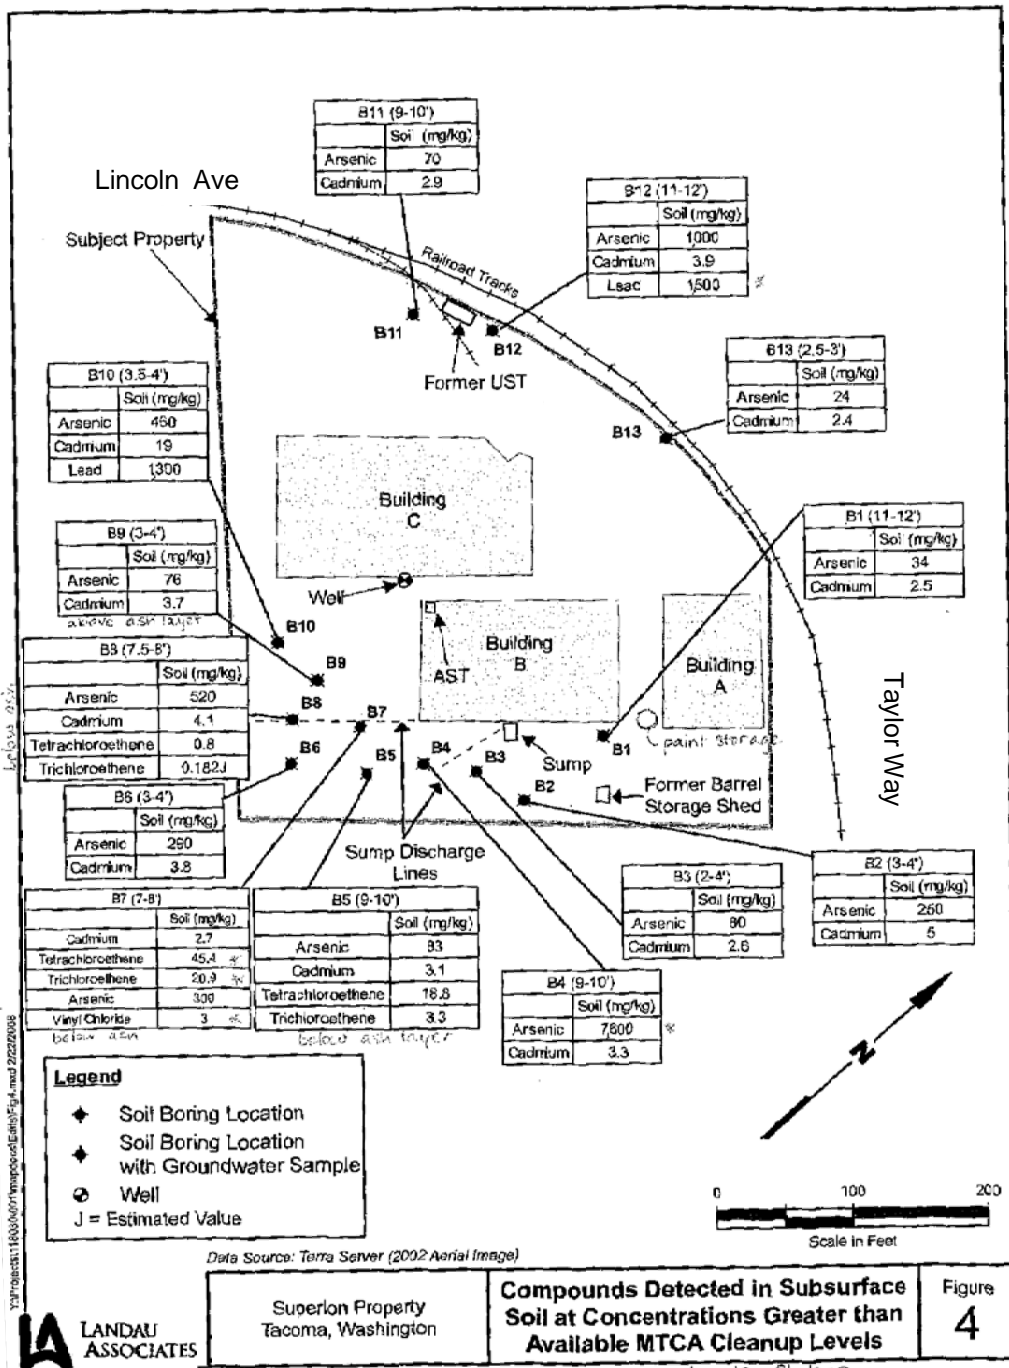 B11 (9-10')
Soil (mg/kg)
Arsenic 70
Cadmium 2.9
Lincoln Ave
B12 (11-12')
Soil (mg/kg)
Arsenic 1,000
Cadmium 3.9
Lead 1,500 *
Subject Property
Railroad Tracks
B11
B12
Former UST
B13 (2.5-3')
Soil (mg/kg)
Arsenic 24
Cadmium 2.4
B10 (3.5-4')
Soil (mg/kg)
Arsenic 460
Cadmium 19
Lead 1,300
B13
Building
C
B1 (11-12')
Soil (mg/kg)
Arsenic 34
Cadmium 2.5
B9 (3-4')
Soil (mg/kg)
Arsenic 76
Cadmium 3.7
above ash layer
Well
B10
AST
Building
B
Building
A
Taylor Way
B8 (7.5-8')
Soil (mg/kg)
Arsenic 520
Cadmium 4.1
Tetrachloroethene 0.8
Trichloroethene 0.182J
below ash
B9
B8
B7
B6
B5
B4
B3
B2
B1
Sump
paint storage
Former Barrel
Storage Shed
Sump Discharge
Lines
B6 (3-4')
Soil (mg/kg)
Arsenic 290
Cadmium 3.8
B2 (3-4')
Soil (mg/kg)
Arsenic 250
Cadmium 5
B3 (2-4')
Soil (mg/kg)
Arsenic 90
Cadmium 2.6
B7 (7-8')
Soil (mg/kg)
Cadmium 2.7
Tetrachloroethene 45.4 *
Trichloroethene 20.9 *
Arsenic 300
Vinyl Chloride 3 *
below ash
B5 (9-10')
Soil (mg/kg)
Arsenic 83
Cadmium 3.1
Tetrachloroethene 18.8
Trichloroethene 3.3
below ash layer
B4 (9-10')
Soil (mg/kg)
Arsenic 7,600 *
Cadmium 3.3
N
Legend
Soil Boring Location
Soil Boring Location
with Groundwater Sample
Well
J = Estimated Value
0 100 200
Scale in Feet
Data Source: Terra Server (2002 Aerial Image)
LANDAU
ASSOCIATES
Superlon Property
Tacoma, Washington
Compounds Detected in Subsurface
Soil at Concentrations Greater than
Available MTCA Cleanup Levels
Figure
4